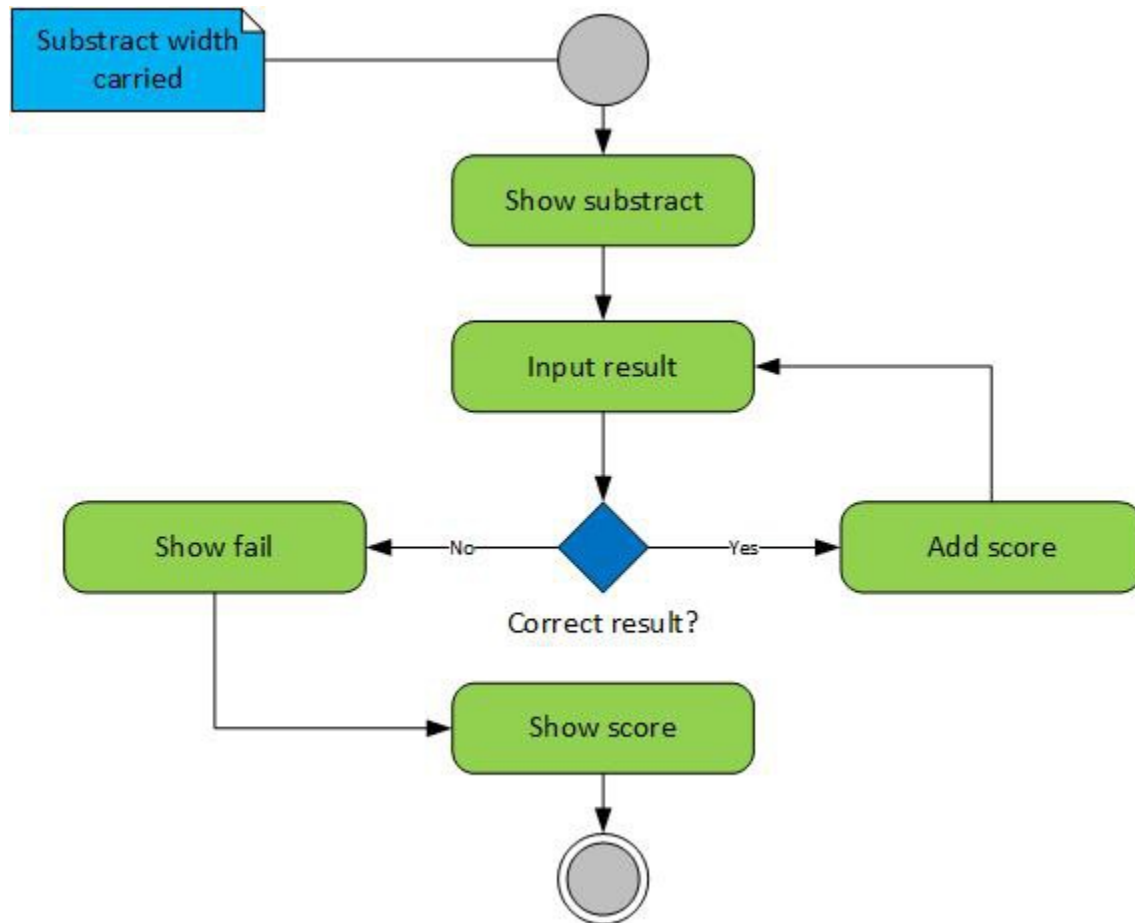 Substract width
carried
Show substract
Input result
Show fail
No
Yes
Add score
Correct result?
Show score